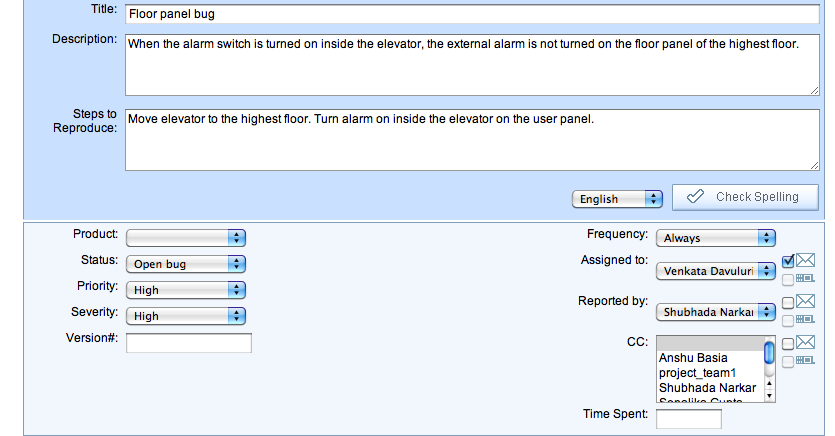 Title: Floor panel bug
Description: When the alarm switch is turned on inside the elevator, the external alarm is not turned on the floor panel of the highest floor.
Steps to
Reproduce: Move elevator to the highest floor. Turn alarm on inside the elevator on the user panel.
English Check Spelling
Product: Frequency: Always
Status: Open bug Assigned to: Venkata Davuluri
Priority: High
Severity: High Reported by: Shubhada Narkar
Version#: CC:
Anshu Basia
project_team1
Shubhada Narkar
Time Spent: